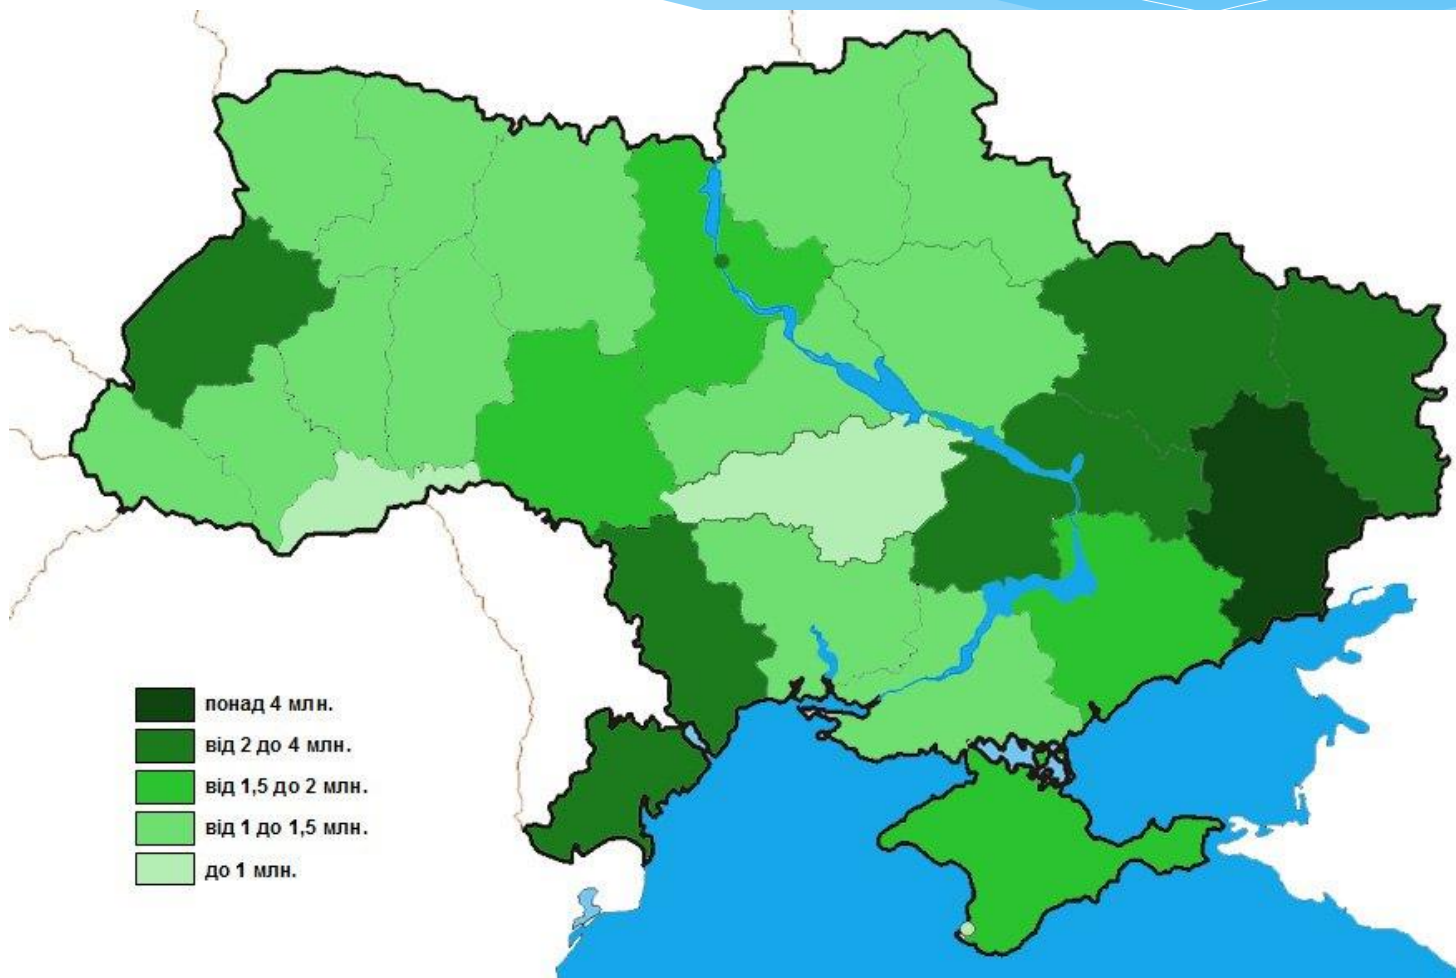 понад 4 млн.
від 2 до 4 млн.
від 1,5 до 2 млн.
від 1 до 1,5 млн.
до 1 млн.